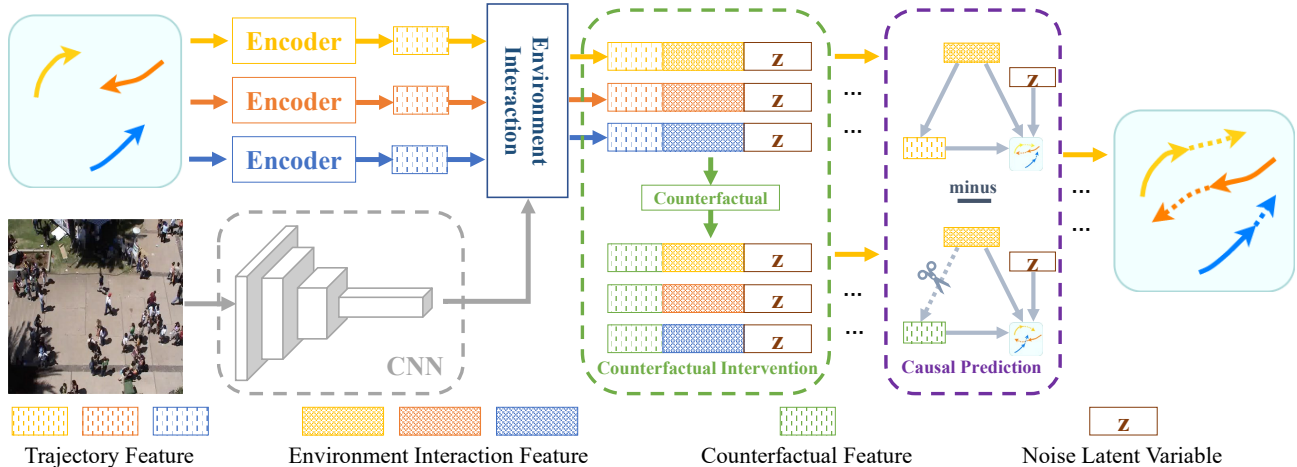 Encoder
Encoder
Encoder
Environment
Interaction
z
z
z
...
...
Counterfactual
z
z
z
...
...
Counterfactual Intervention
z
minus
z
Causal Prediction
...
...
CNN
Trajectory Feature
Environment Interaction Feature
Counterfactual Feature
z
Noise Latent Variable